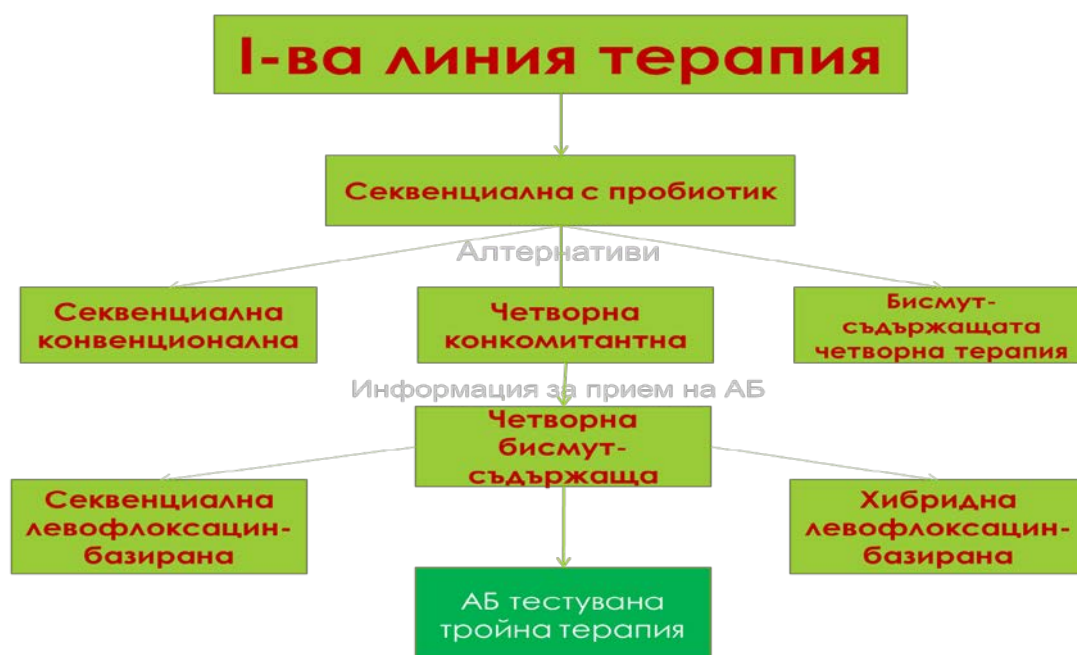 I-ва линия терапия
Секвенциална с пробиотик
Алтернативи
Секвенциална
конвенционална
Четворна
конкомитантна
Бисмут-
съдържащата
четворна терапия
Информация за прием на АБ
Четворна
бисмут-
съдържаща
Секвенциална
левофлоксацин-
базирана
Хибридна
левофлоксацин-
базирана
АБ тестувана
тройна терапия